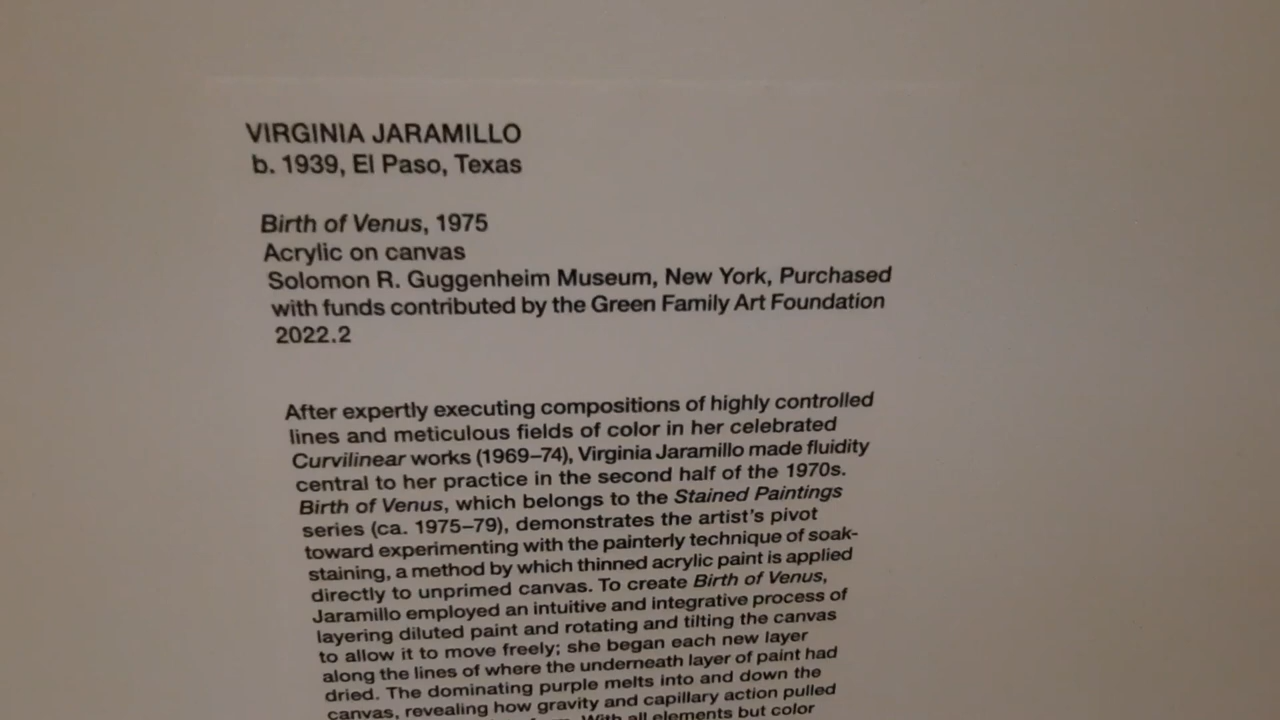 VIRGINIA JARAMILLO
b. 1939, El Paso, Texas
Birth of Venus, 1975
Acrylic on canvas
Solomon R. Guggenheim Museum, New York, Purchased
with funds contributed by the Green Family Art Foundation
2022.2
After expertly executing compositions of highly controlled
lines and meticulous fields of color in her celebrated
Curvilinear works (1969–74), Virginia Jaramillo made fluidity
central to her practice in the second half of the 1970s.
Birth of Venus, which belongs to the Stained Paintings
series (ca. 1975–79), demonstrates the artist's pivot
toward experimenting with the painterly technique of soak-
staining, a method by which thinned acrylic paint is applied
directly to unprimed canvas. To create Birth of Venus,
Jaramillo employed an intuitive and integrative process of
layering diluted paint and rotating and tilting the canvas
to allow it to move freely; she began each new layer
along the lines of where the underneath layer of paint had
dried. The dominating purple melts into and down the
canvas, revealing how gravity and capillary action pulled
With all elements but color